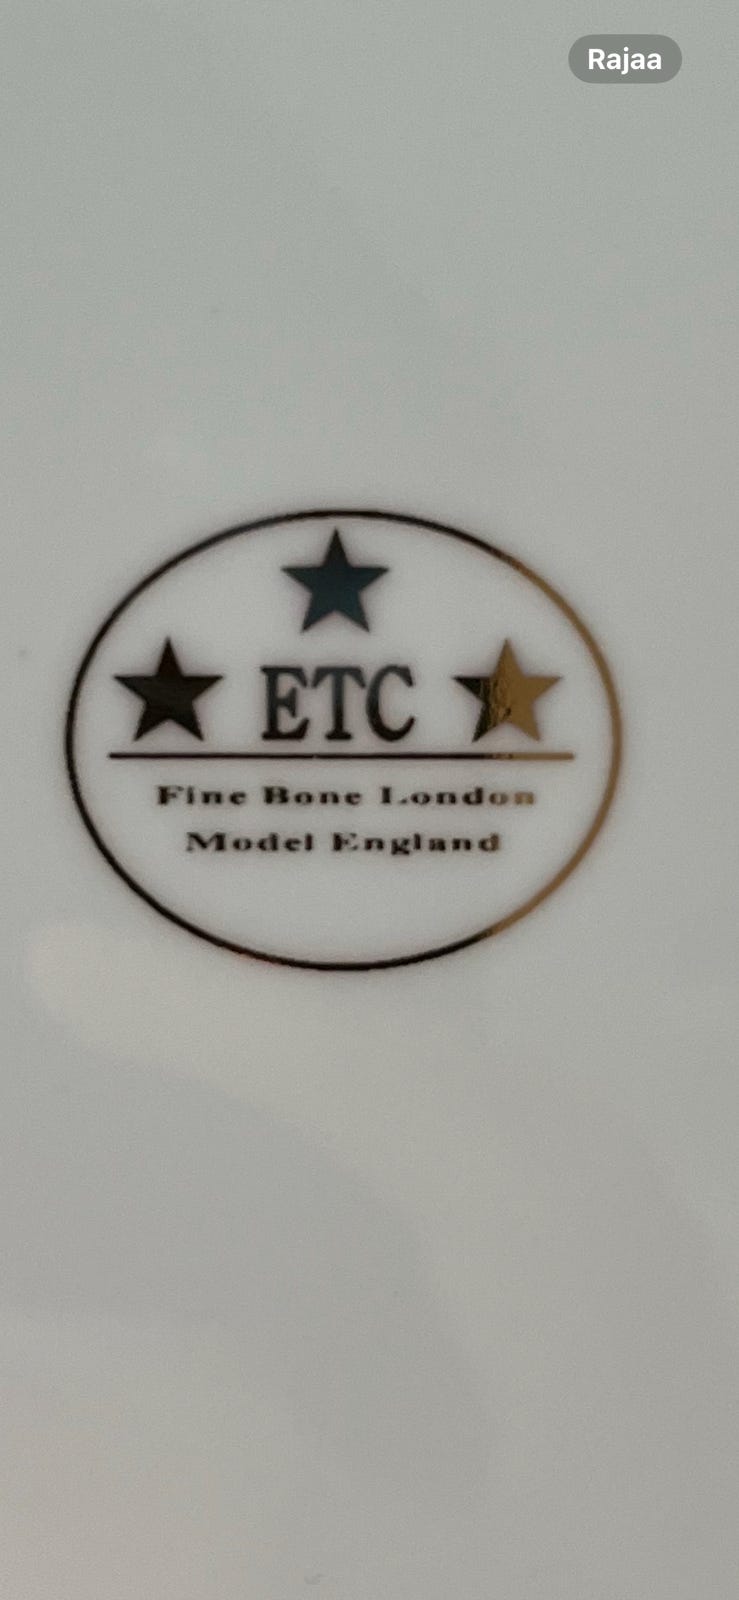 Rajaa
ETC
Fine Bone London
Model England